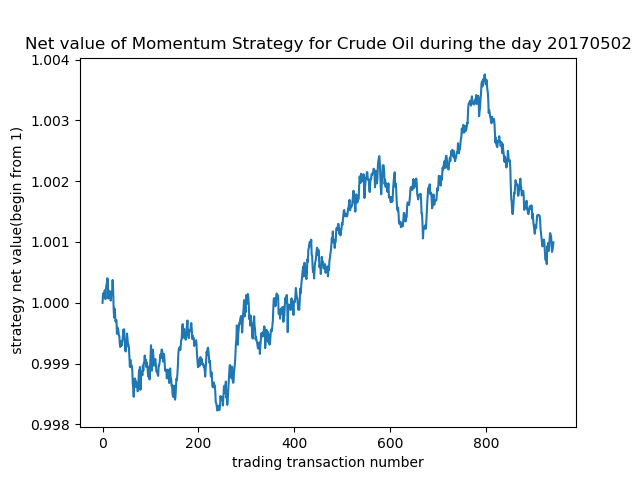 Net value of Momentum Strategy for Crude Oil during the day 20170502
1.004
1.003
1.002
1.001
1.000
0.999
0.998
strategy net value(begin from 1)
0 200 400 600 800
trading transaction number